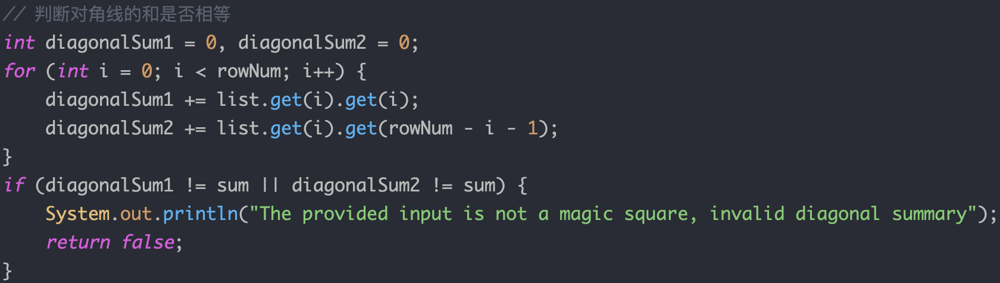 // 判断对角线的和是否相等
int diagonalSum1 = 0, diagonalSum2 = 0;
for (int i = 0; i < rowNum; i++) {
    diagonalSum1 += list.get(i).get(i);
    diagonalSum2 += list.get(i).get(rowNum - i - 1);
}
if (diagonalSum1 != sum || diagonalSum2 != sum) {
    System.out.println("The provided input is not a magic square, invalid diagonal summary");
    return false;
}